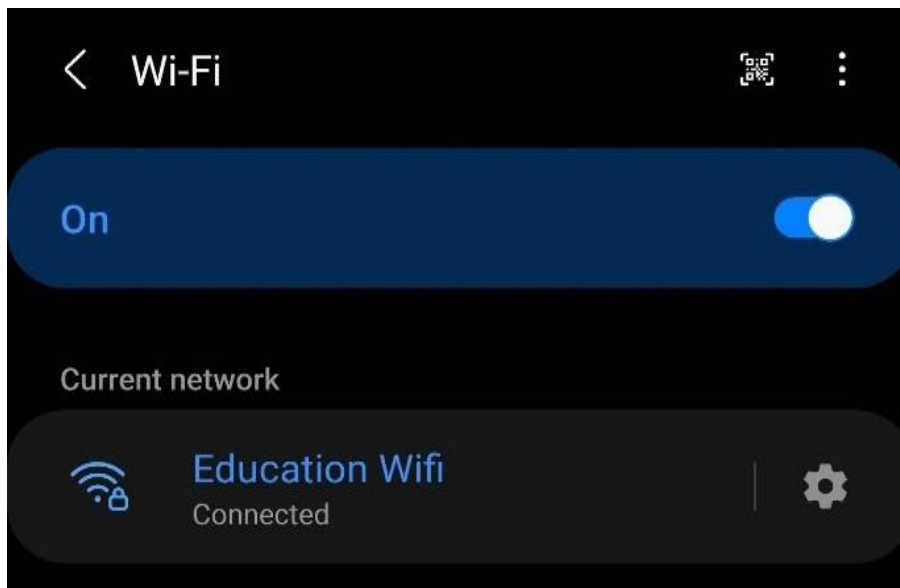 Wi-Fi
On
Current network
Education Wifi
Connected